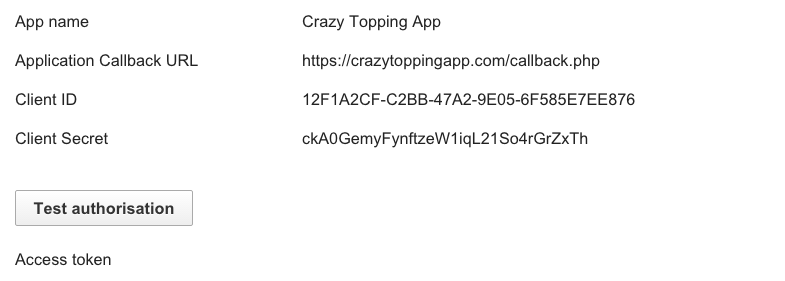 App name Crazy Topping App
Application Callback URL https://crazytoppingapp.com/callback.php
Client ID 12F1A2CF-C2BB-47A2-9E05-6F585E7EE876
Client Secret ckA0GemyFynftzeW1iqL21So4rGrZxTh
Test authorisation
Access token